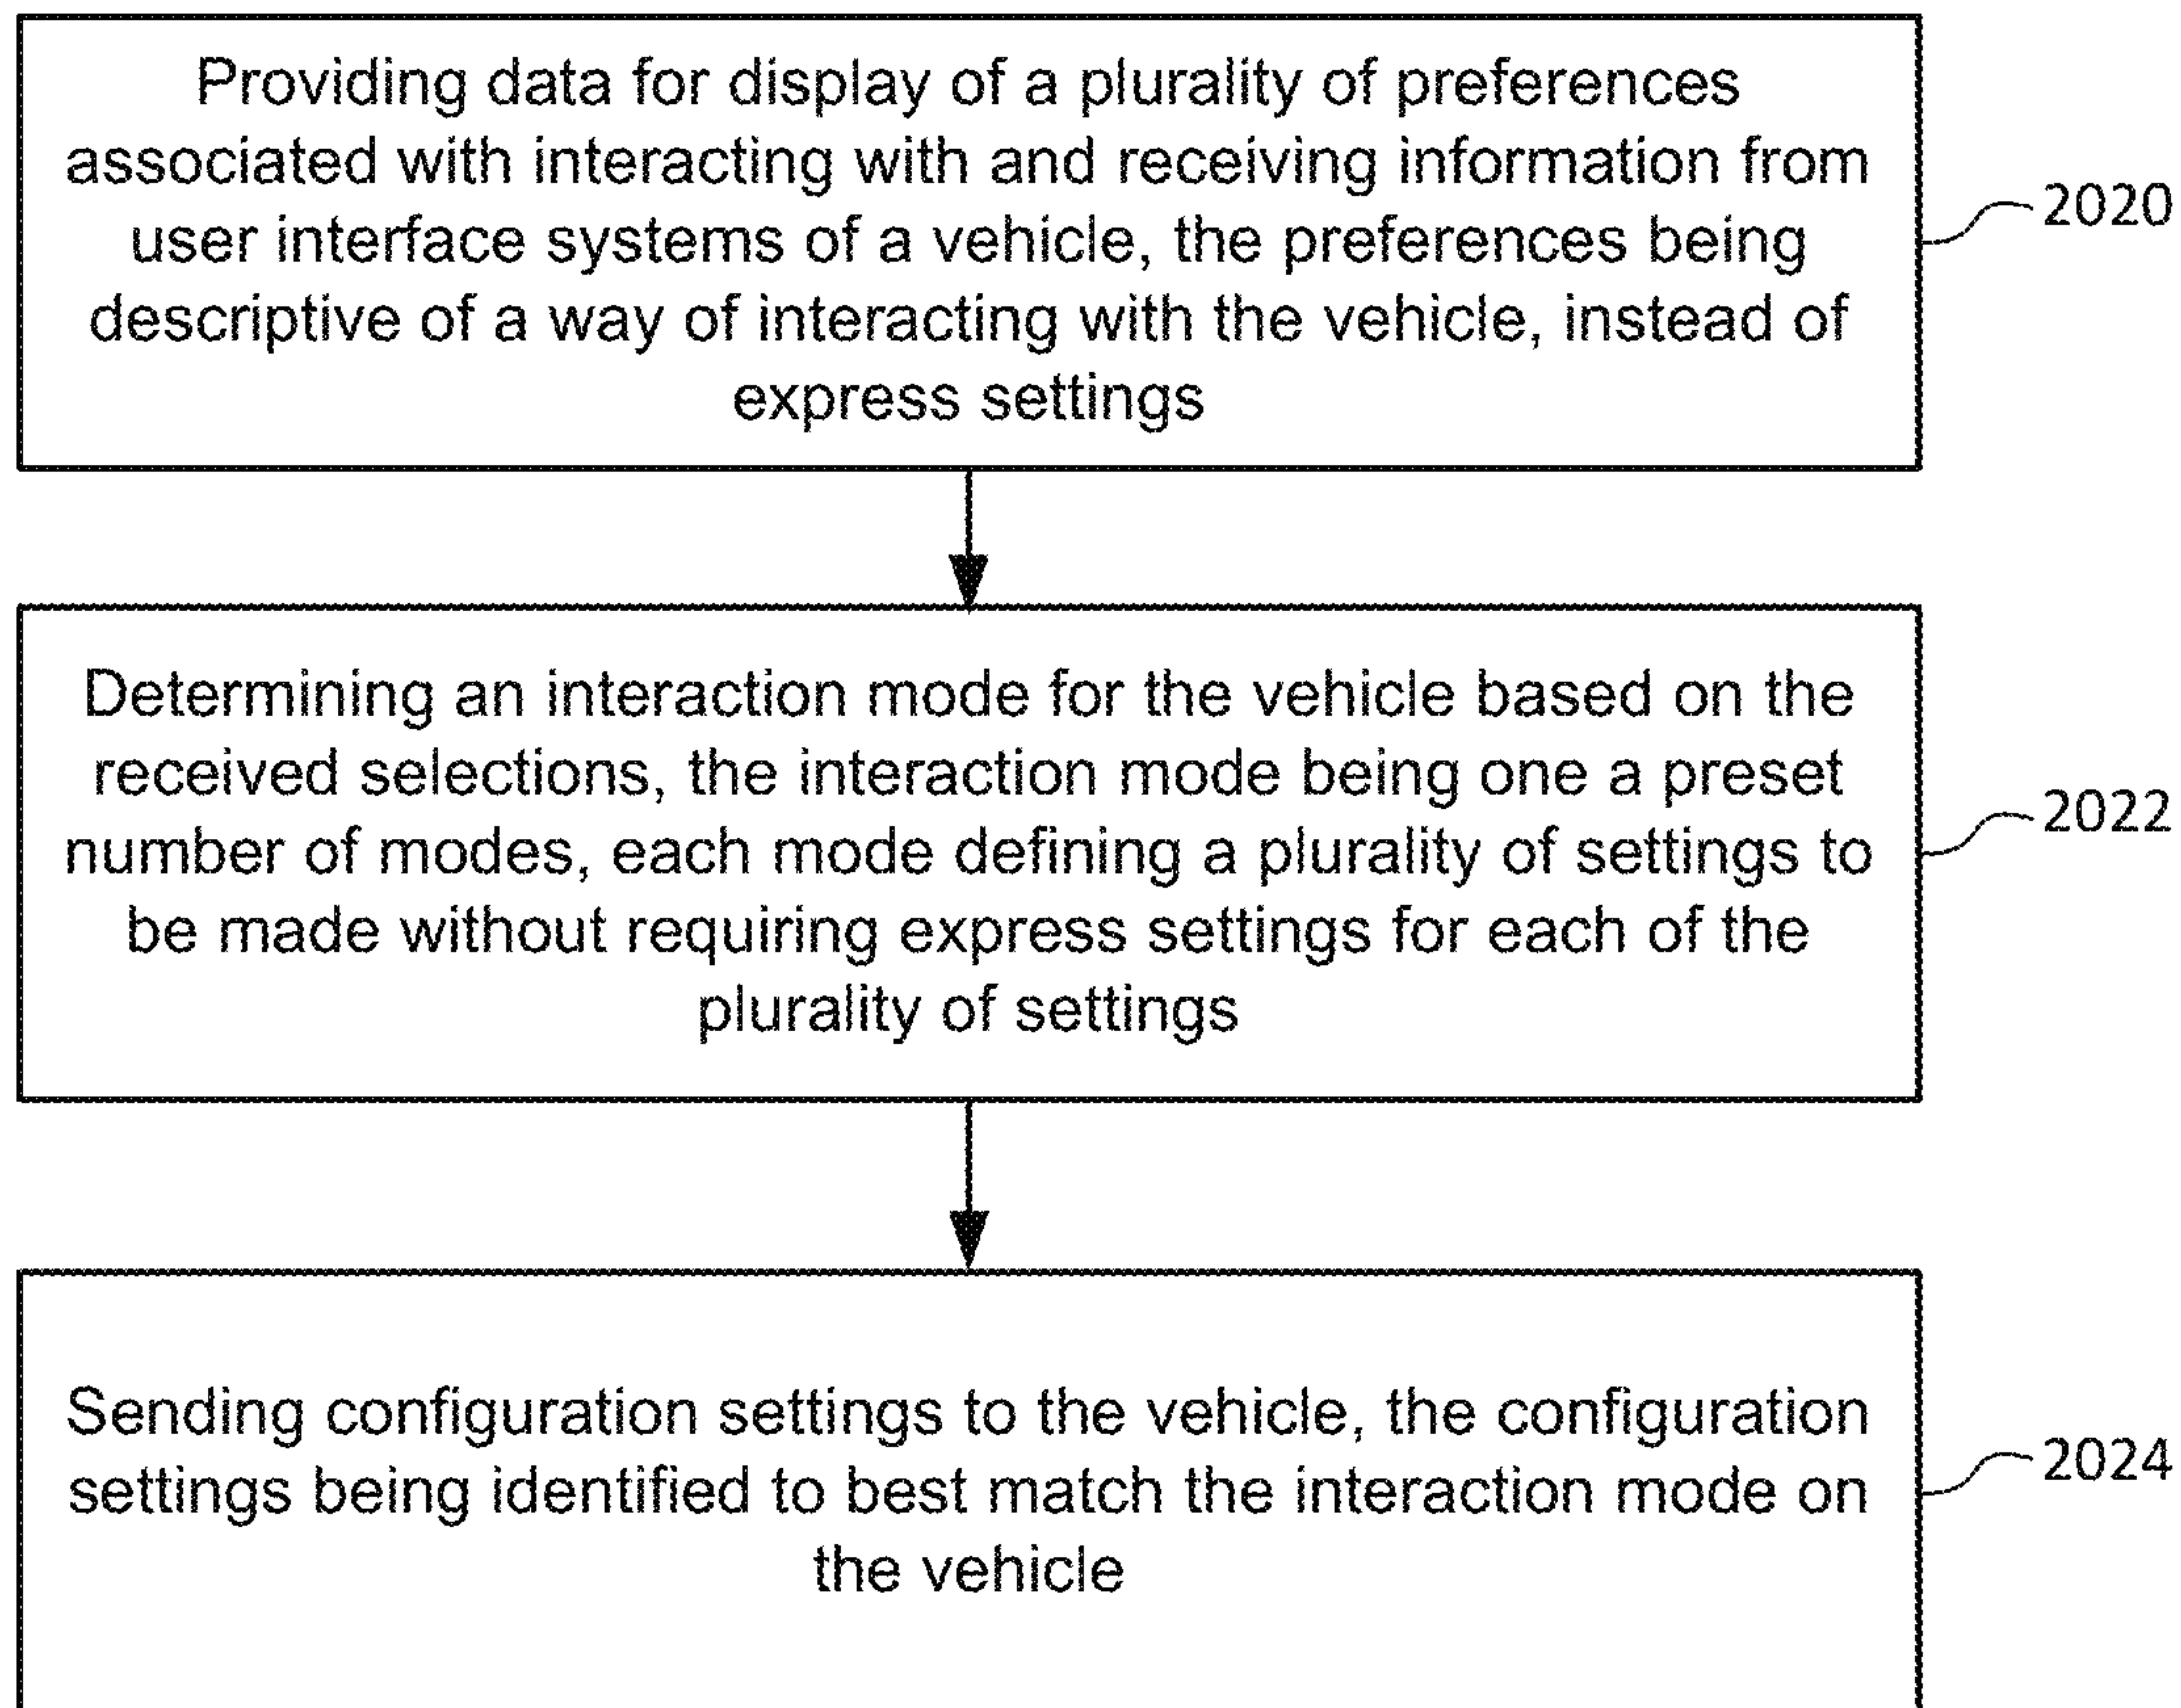 Providing data for display of a plurality of preferences
associated with interacting with and receiving information from
user interface systems of a vehicle, the preferences being
descriptive of a way of interacting with the vehicle, instead of
express settings
2020
Determining an interaction mode for the vehicle based on the
received selections, the interaction mode being one a preset
number of modes, each mode defining a plurality of settings to
be made without requiring express settings for each of the
plurality of settings
2022
Sending configuration settings to the vehicle, the configuration
settings being identified to best match the interaction mode on
the vehicle
2024